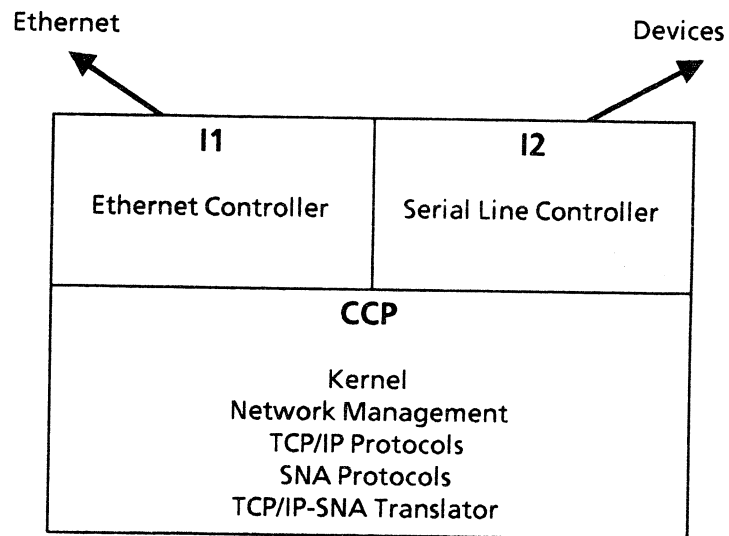 Ethernet
Devices
I1
I2
Ethernet Controller
Serial Line Controller
CCP
Kernel
Network Management
TCP/IP Protocols
SNA Protocols
TCP/IP-SNA Translator